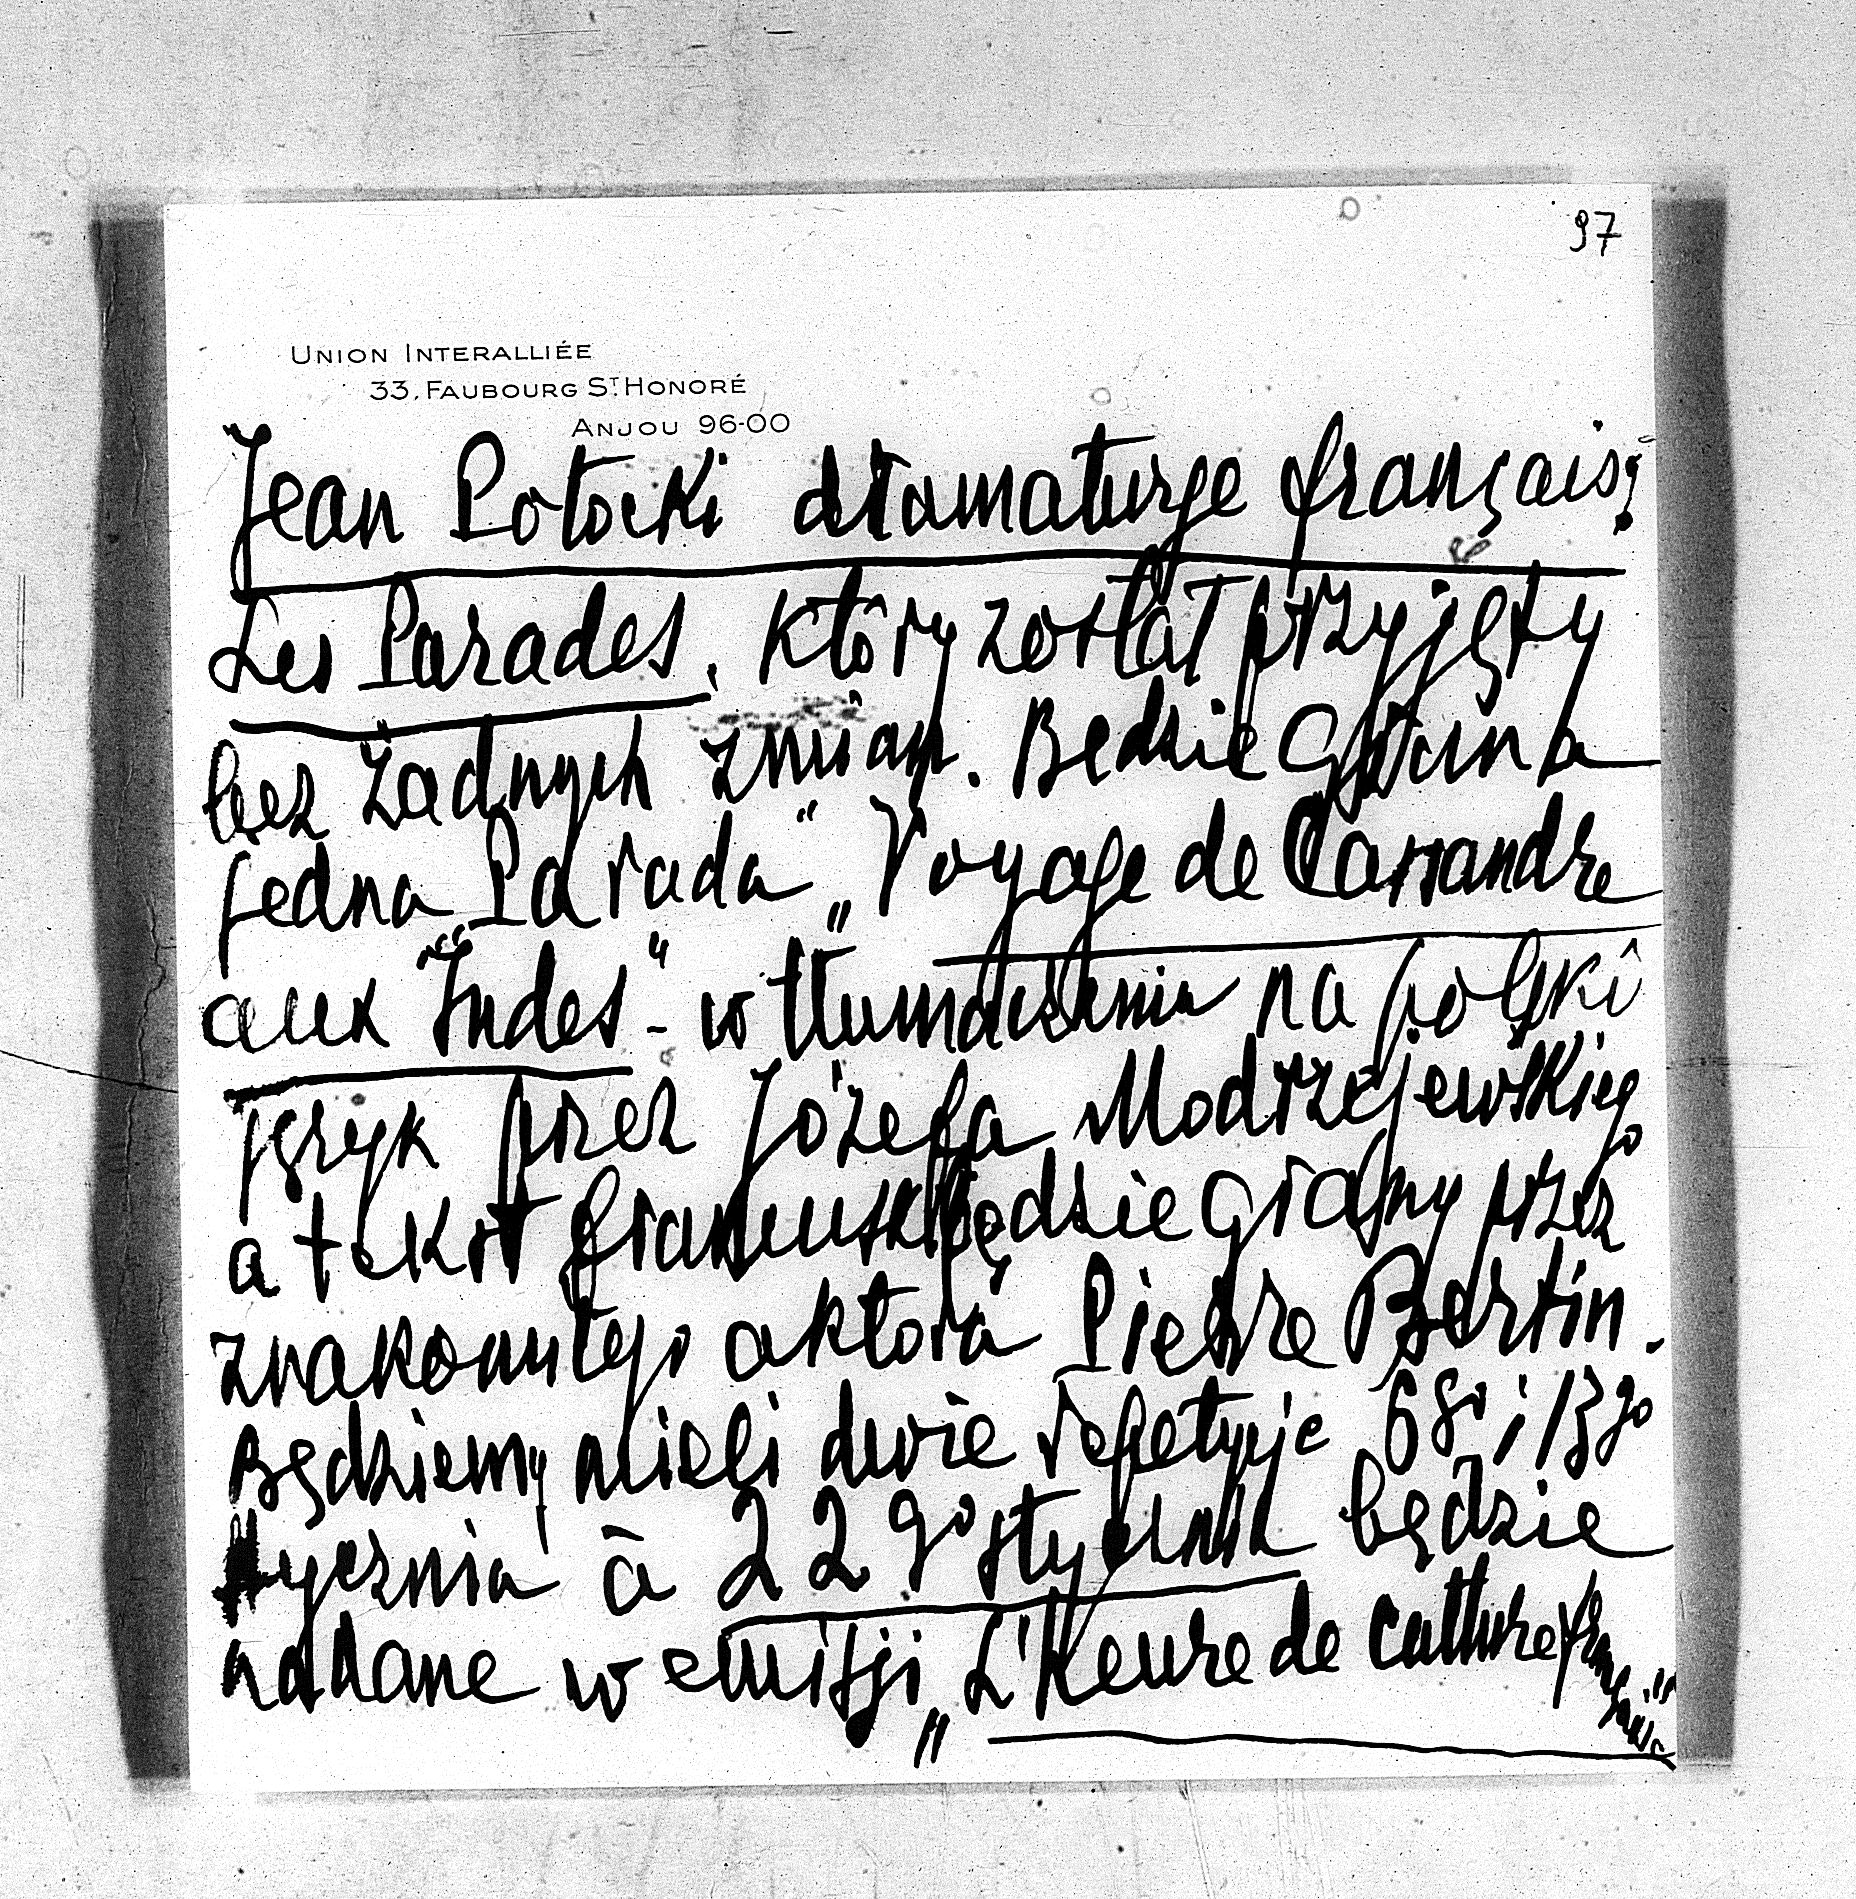 97
UNION INTERALLIÉE
33, FAUBOURG ST. HONORÉ
ANJOU 96-00
Jean Potocki dramaturge français;
Les Parades, który został przyjęty
bez żadnych zmian. Będzie grana
jedna Parada „Voyage de Cassandre
aux Indes“ - w tłumaczeniu na polski
język przez Józefa Modrzejewskiego
a tekst francuski będzie grany przez
znakomitego aktora Pierre Bertin.
Będziemy mieli dwie repetycje 6go i 13go
stycznia a 22go stycznia będzie
nadane w emisji „L'Heure de culture française“